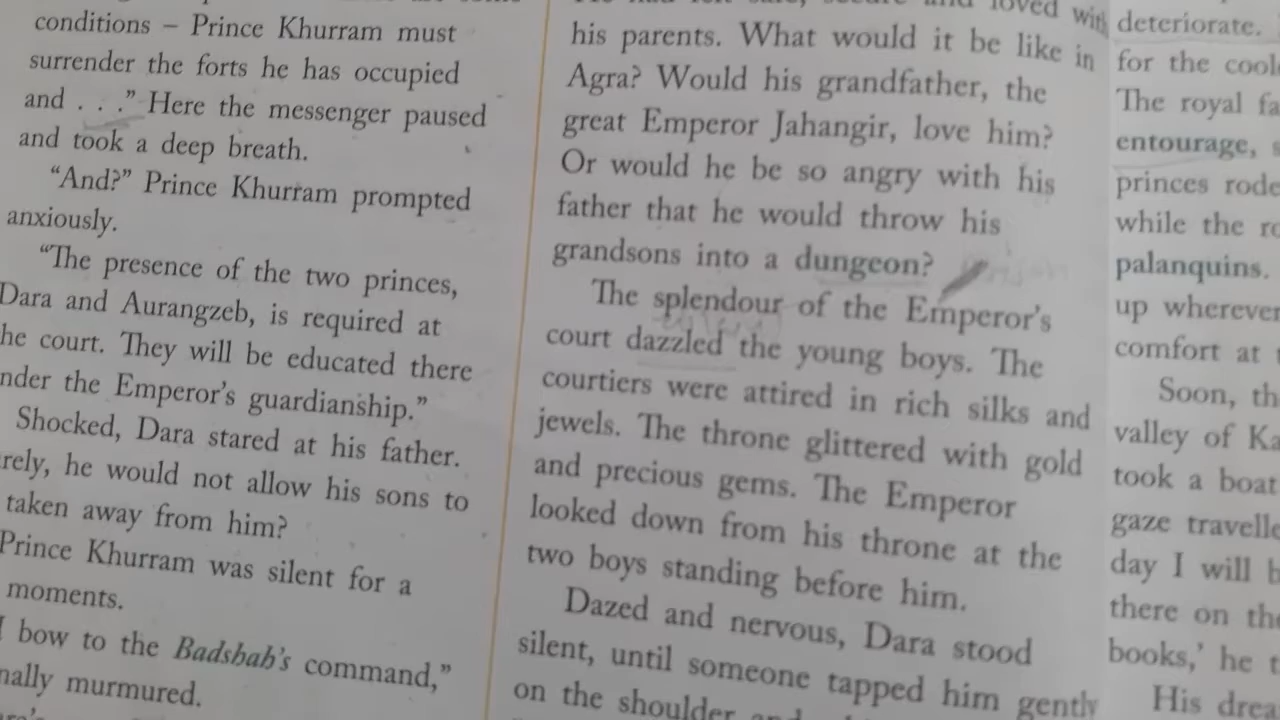 conditions – Prince Khurram must
surrender the forts he has occupied
and . . .” Here the messenger paused
and took a deep breath.
“And?” Prince Khurram prompted
anxiously.
“The presence of the two princes,
Dara and Aurangzeb, is required at
he court. They will be educated there
nder the Emperor’s guardianship.”
Shocked, Dara stared at his father.
rely, he would not allow his sons to
taken away from him?
Prince Khurram was silent for a
moments.
I bow to the Badshah’s command,”
nally murmured.
loved with
his parents. What would it be like in
Agra? Would his grandfather, the
great Emperor Jahangir, love him?
Or would he be so angry with his
father that he would throw his
grandsons into a dungeon?
The splendour of the Emperor’s
court dazzled the young boys. The
courtiers were attired in rich silks and
jewels. The throne glittered with gold
and precious gems. The Emperor
looked down from his throne at the
two boys standing before him.
Dazed and nervous, Dara stood
silent, until someone tapped him gently
on the shoulder
deteriorate.
for the cool
The royal fa
entourage, s
princes rode
while the ro
palanquins.
up wherever
comfort at t
Soon, th
valley of Ka
took a boat
gaze travelle
day I will b
there on the
books,’ he t
His drea